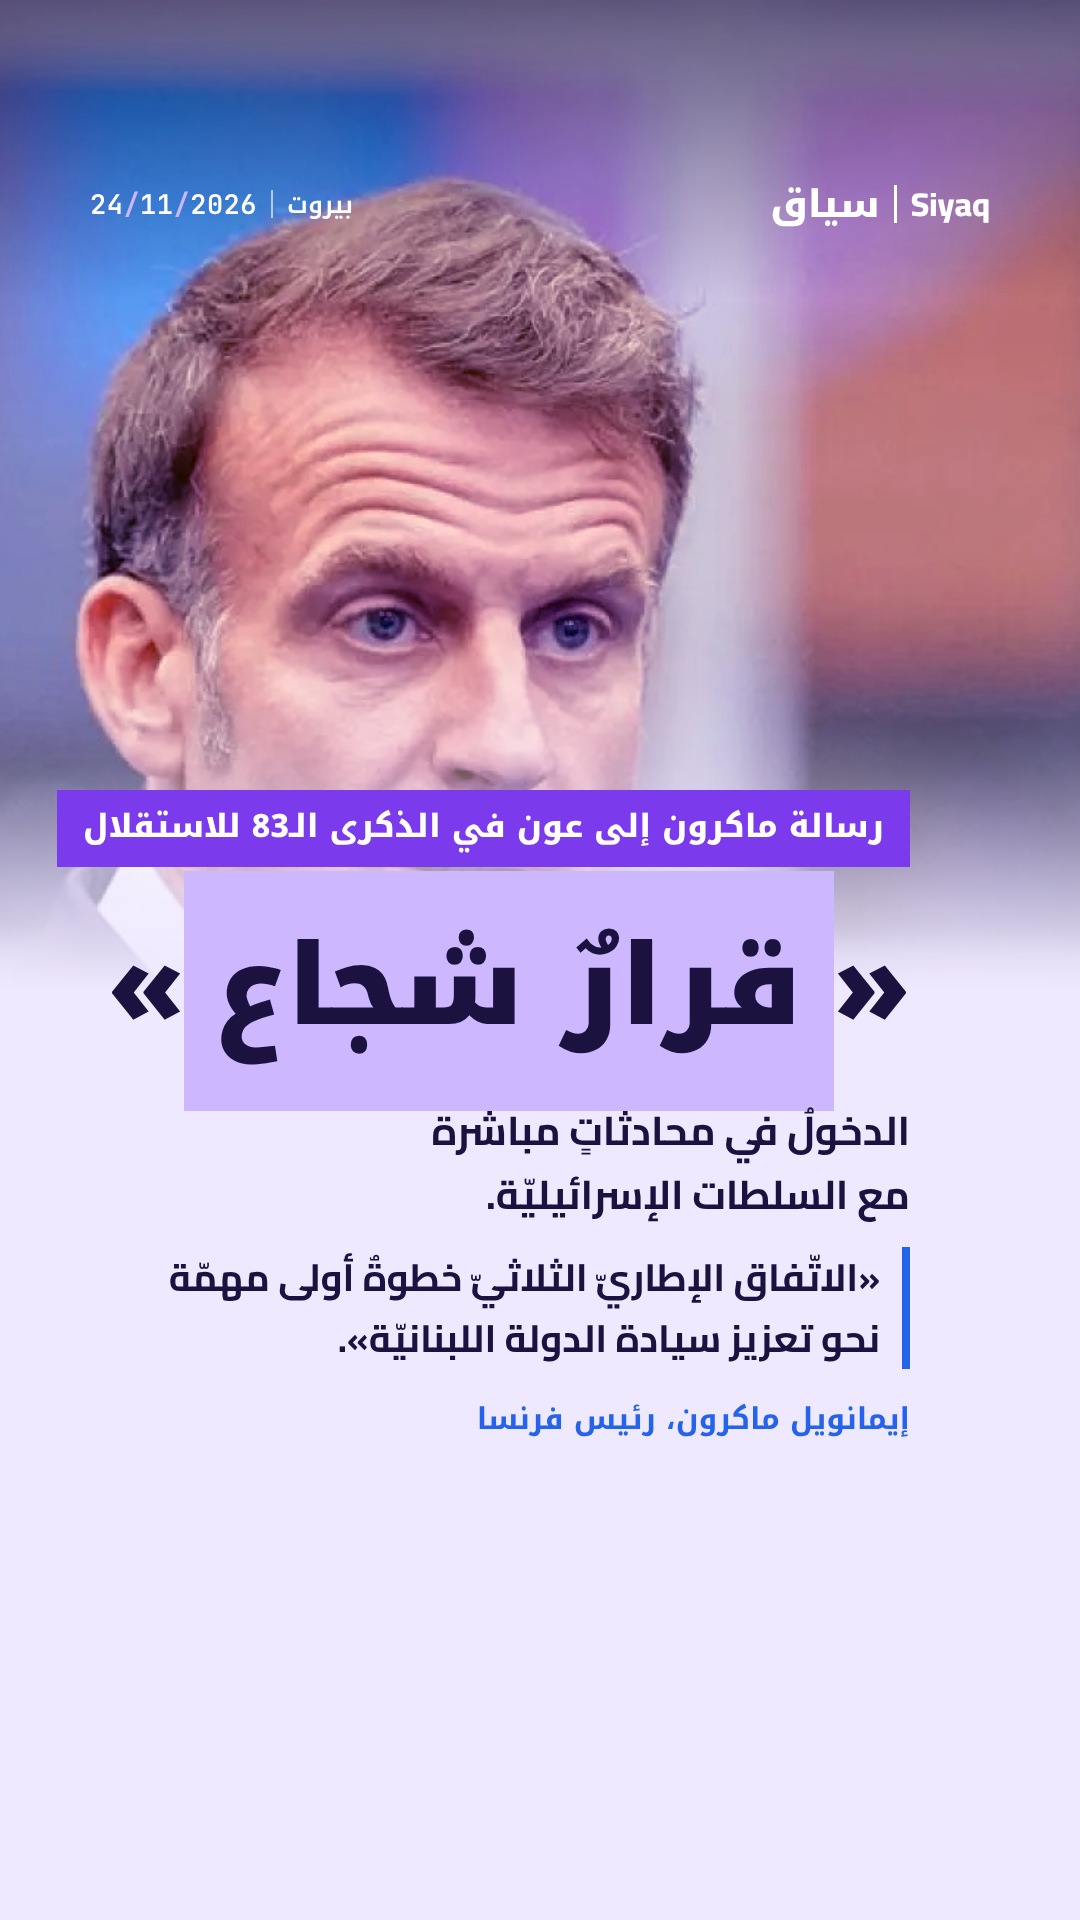 Siyaq | سياق
بيروت | 24/11/2026
رسالة ماكرون إلى عون في الذكرى الـ83 للاستقلال
«قرارٌ شجاع»
الدخولُ في محادثاتٍ مباشرة
مع السلطات الإسرائيليّة.
«الاتّفاق الإطاريّ الثلاثيّ خطوةٌ أولى مهمّة
نحو تعزيز سيادة الدولة اللبنانيّة».
إيمانويل ماكرون، رئيس فرنسا